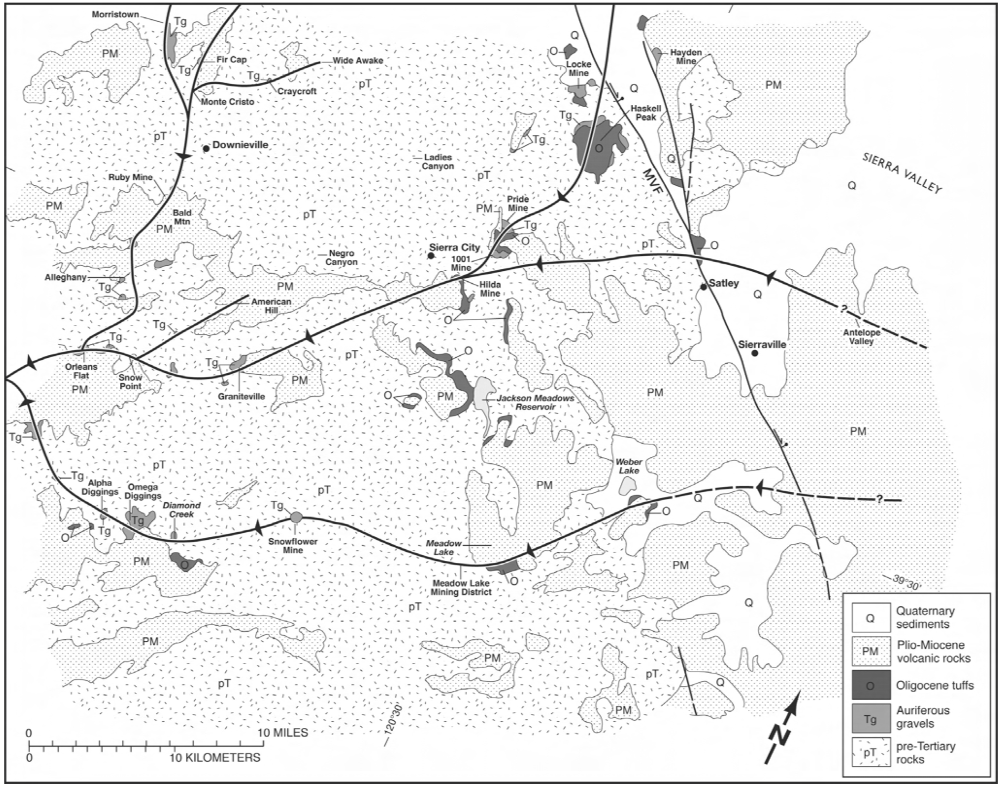 Morristown
Tg
PM
Tg
Fir Cap
Tg
Wide Awake
Craycroft
Monte Cristo
pT
Q
O
Locke
Mine
Hayden
Mine
Q
PM
Haskell
Peak
Tg
Tg
O
pT
Downieville
Ladies
Canyon
pT
Q
MVF
SIERRA VALLEY
Q
Ruby Mine
PM
Bald
Mtn
PM
pT
PM
Pride
Mine
Tg
O
pT
O
Sierra City
1001
Mine
Negro
Canyon
Alleghany
Tg
PM
American
Hill
Hilda
Mine
O
Satley
Q
?
Antelope
Valley
Sierraville
Tg
Tg
Orleans
Flat
PM
Snow
Point
Tg
Graniteville
PM
pT
O
O
PM
Jackson Meadows
Reservoir
PM
PM
Tg
pT
Tg
Alpha
Diggings
Omega
Diggings
Diamond
Creek
Tg
Tg
O
pT
Tg
Snowflower
Mine
PM
Weber
Lake
Q
?
O
Meadow
Lake
Meadow Lake
Mining District
O
PM
O
PM
39°30'
pT
Q
PM
PM
pT
pT
Q
PM
120°30'
N
0
10 MILES
0
10 KILOMETERS
Q
Quaternary
sediments
PM
Plio-Miocene
volcanic rocks
O
Oligocene tuffs
Tg
Auriferous
gravels
pT
pre-Tertiary
rocks